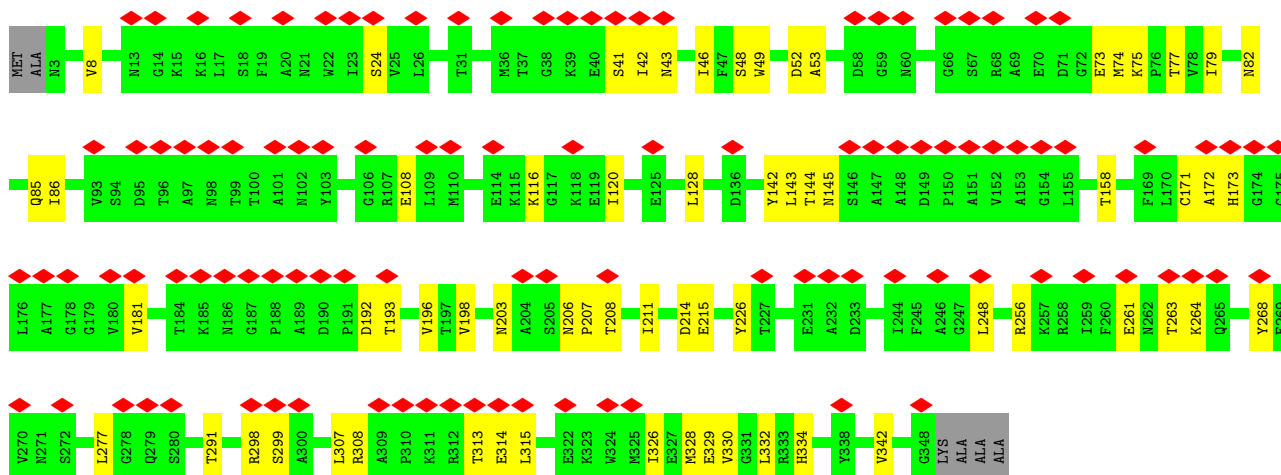 MET ALA N3 V8 N13 G14 K15 K16 L17 S18 F19 A20 N21 W22 I23 S24 V25 L26 T31 M36 T37 G38 K39 E40 S41 I42 N43 I46 F47 S48 W49 D52 A53 D58 G59 N60 G66 S67 R68 A69 E70 D71 G72 E73 M74 K75 P76 T77 V78 I79 N82
Q85 I86 V93 S94 D95 T96 A97 N98 T99 T100 A101 N102 Y103 G106 R107 E108 L109 M110 E114 K115 K116 G117 K118 E119 I120 E125 L128 D136 Y142 L143 T144 N145 S146 A147 A148 D149 P150 A151 V152 A153 G154 L155 T158 F169 L170 C171 A172 H173 G174
L176 A177 G178 G179 V180 V181 T184 K185 N186 G187 P188 A189 D190 P191 D192 T193 V196 T197 V198 N203 A204 S205 N206 P207 T208 I211 D214 E215 Y226 T227 E231 A232 D233 I244 F245 A246 G247 L248 R256 K257 R258 I259 F260 E261 N262 T263 K264 Q265 Y268
V270 N271 S272 L277 G278 Q279 S280 T291 R298 S299 A300 L307 R308 A309 P310 K311 R312 T313 E314 L315 E322 K323 W324 M325 I326 E327 M328 E329 V330 G331 L332 R333 H334 Y338 V342 G348 LYS ALA ALA ALA